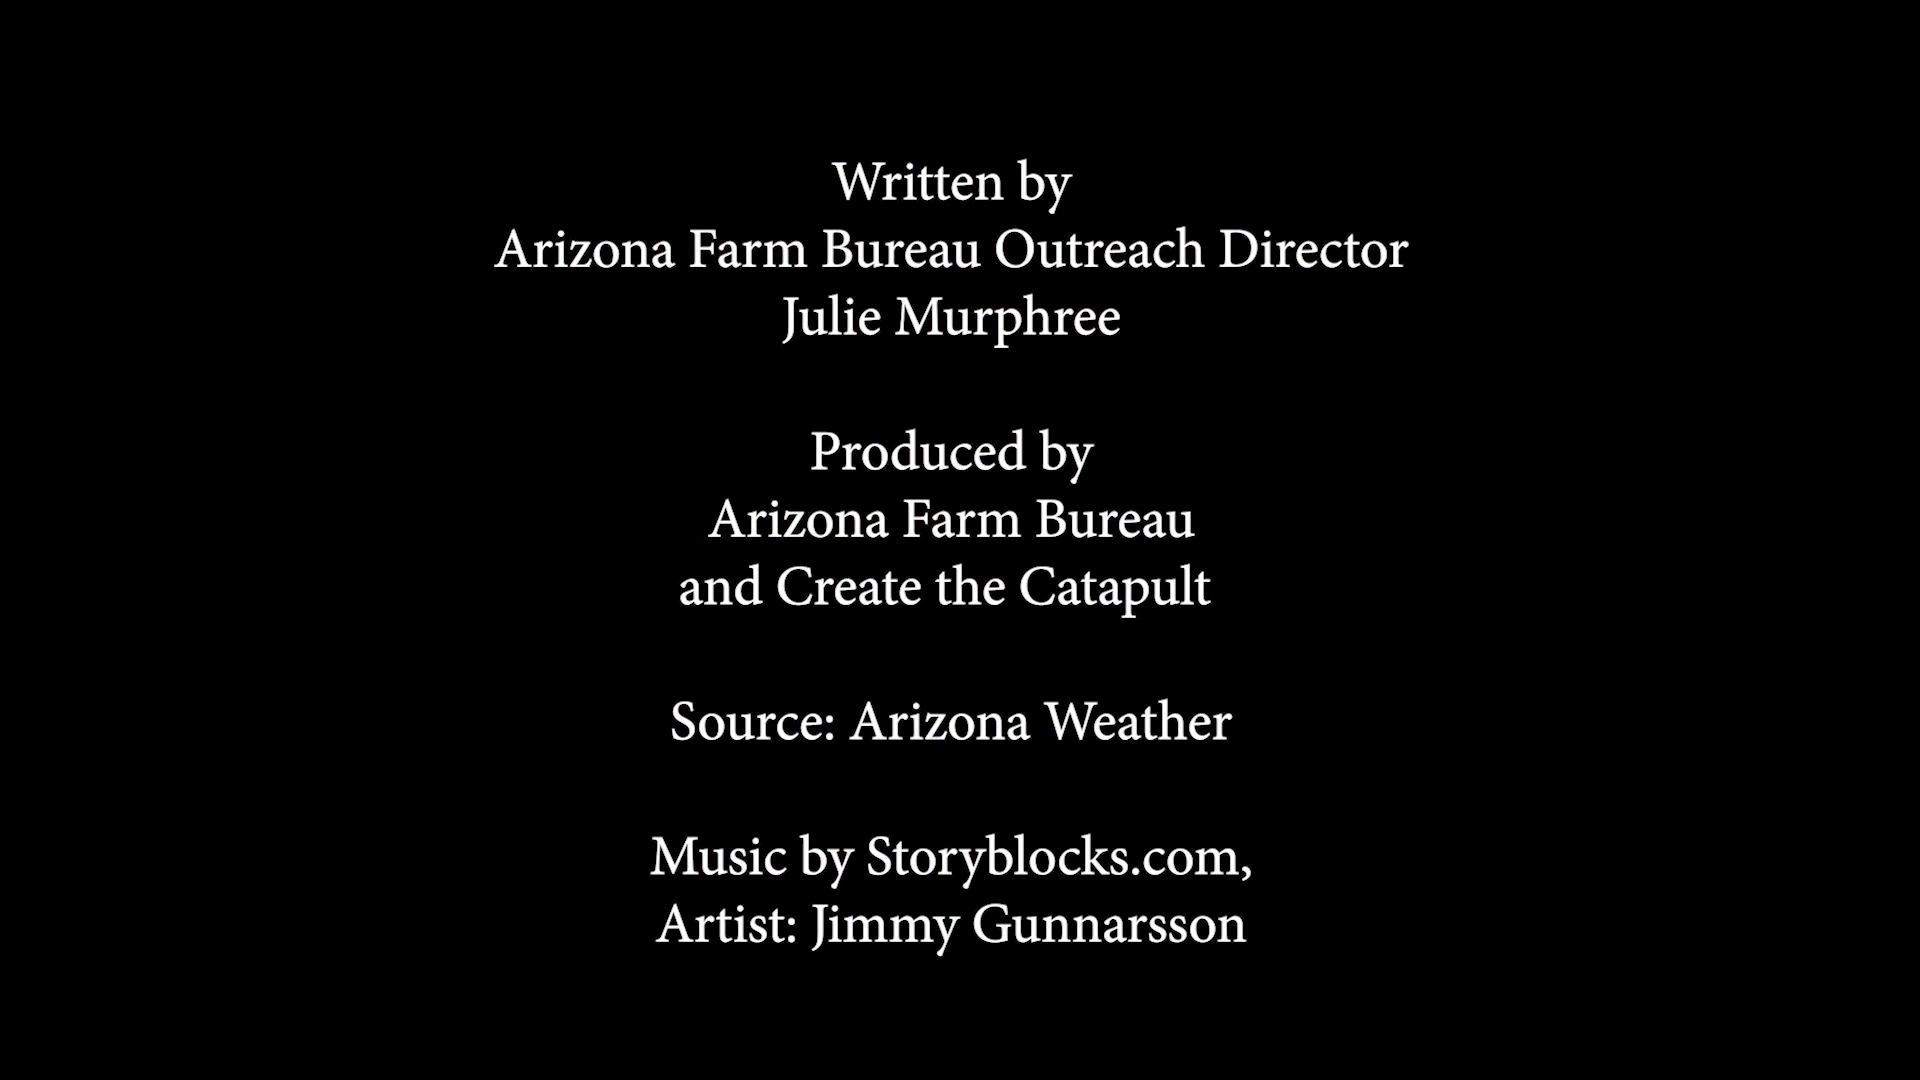 Written by
Arizona Farm Bureau Outreach Director
Julie Murphree
Produced by
Arizona Farm Bureau
and Create the Catapult
Source: Arizona Weather
Music by Storyblocks.com,
Artist: Jimmy Gunnarsson